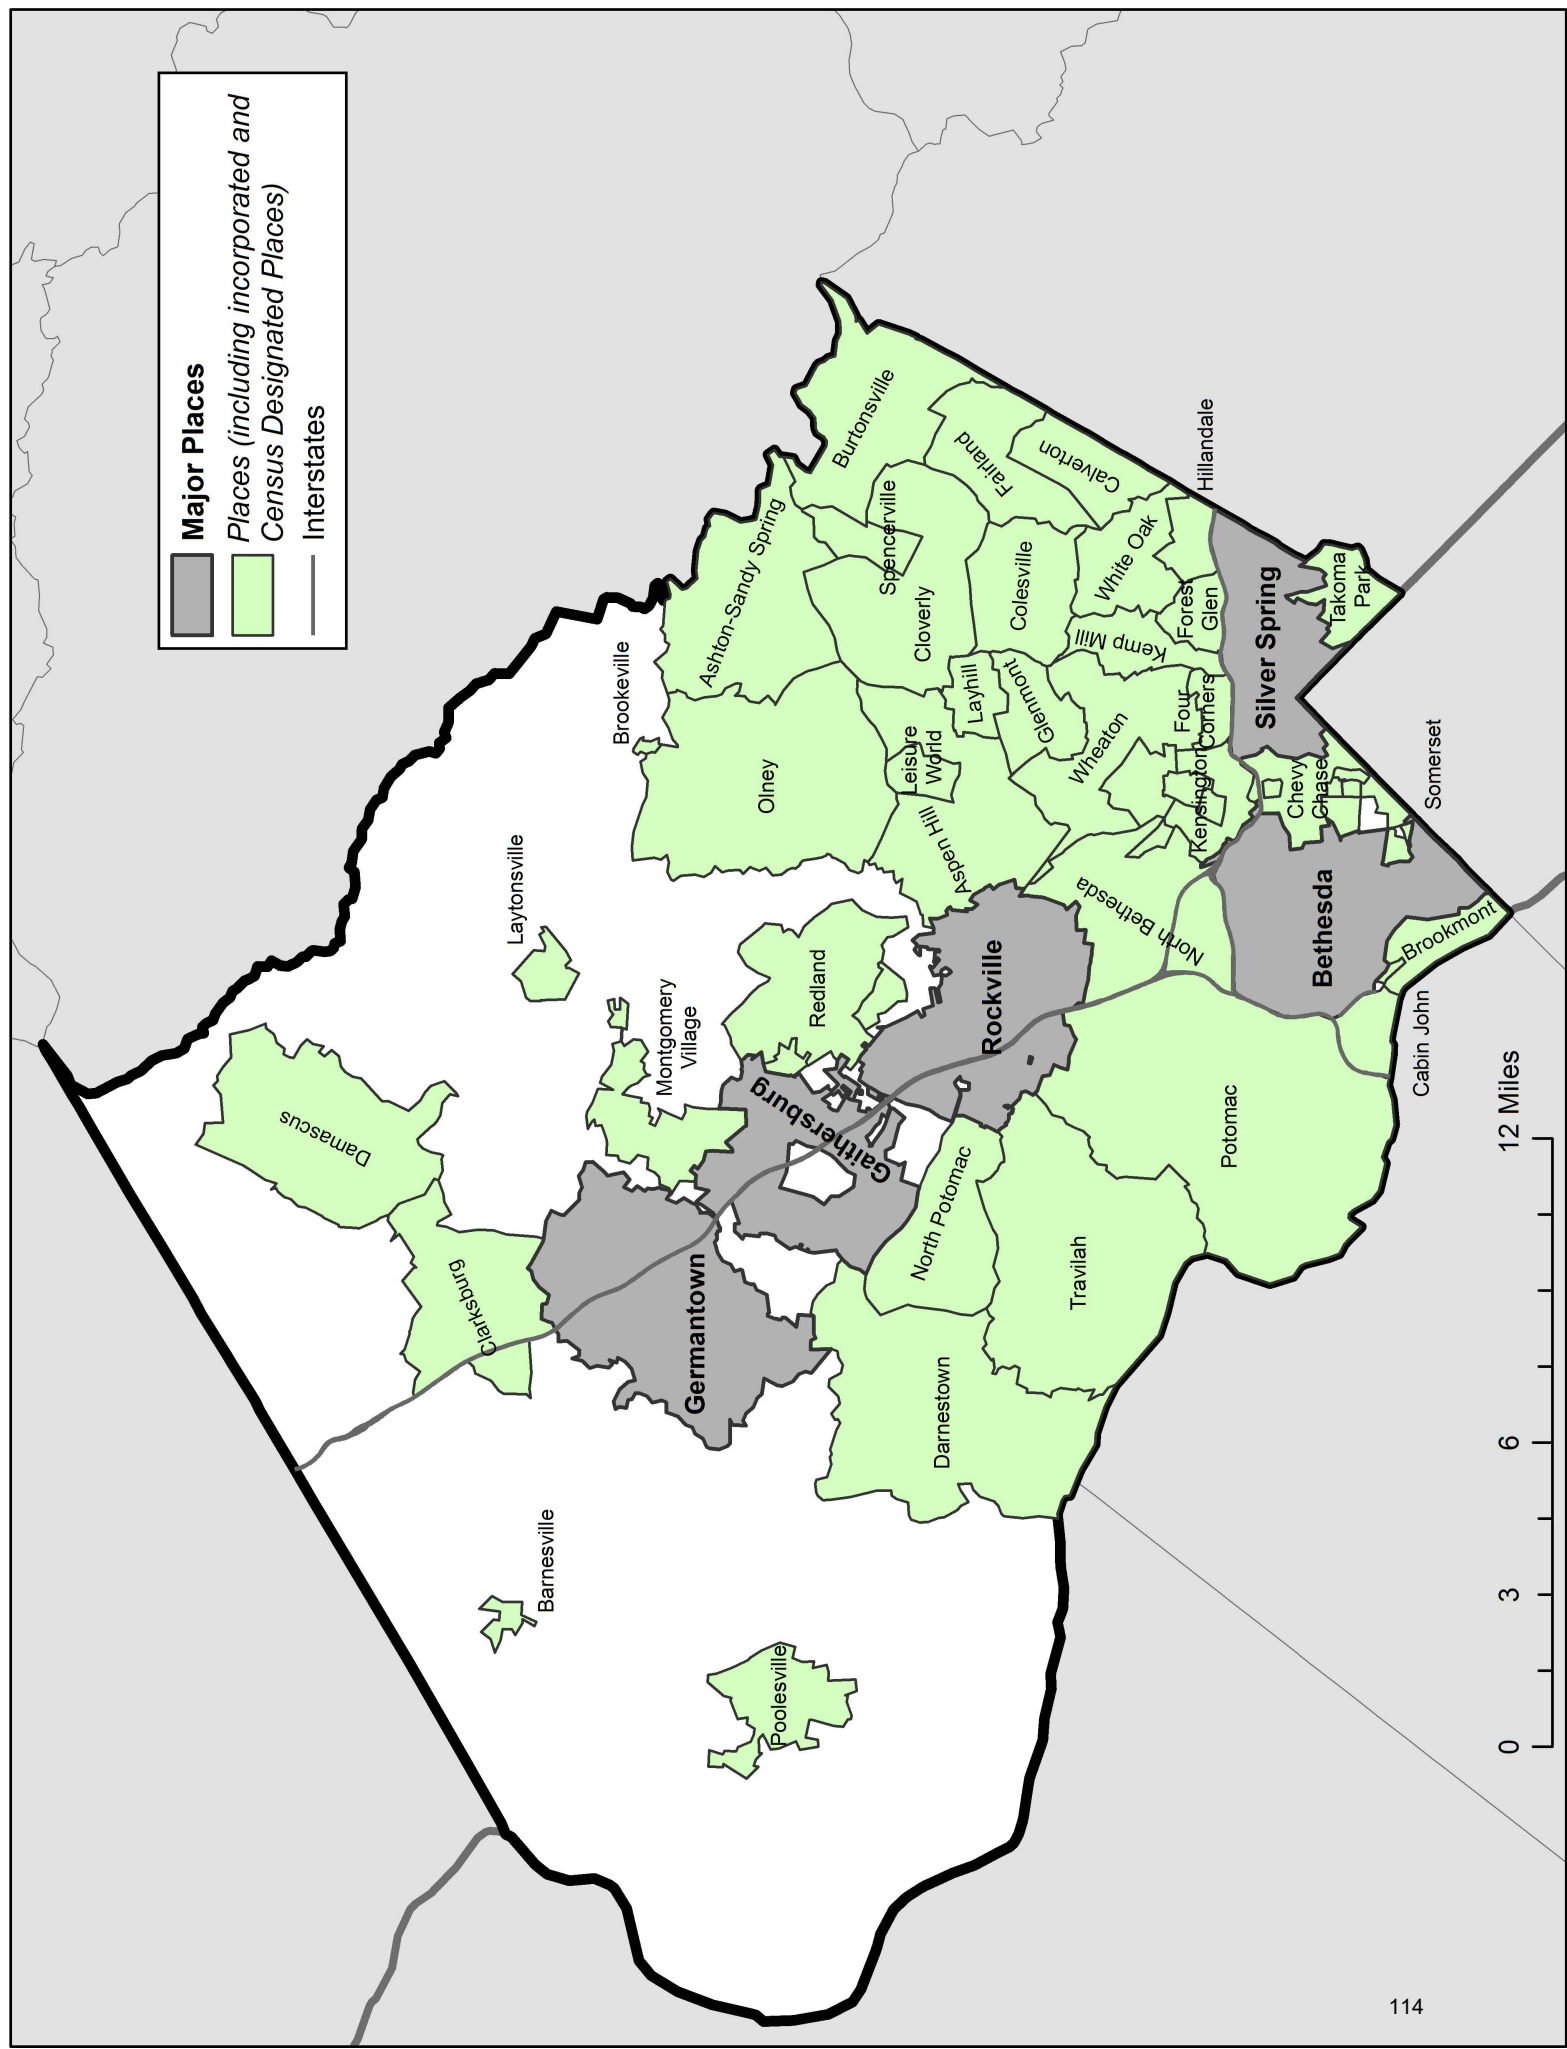 Major Places
Places (including incorporated and
Census Designated Places)
Interstates
Damascus
Clarksburg
Laytonsville
Brookeville
Barnesville
Montgomery
Village
Germantown
Gaithersburg
Poolesville
Redland
Olney
Ashton-Sandy Spring
Burtonsville
Spencerville
Cloverly
Leisure
World
Aspen Hill
Layhill
Glenmont
Colesville
Fairland
Calverton
White Oak
Kemp Mill
Wheaton
Rockville
North Potomac
Darnestown
Travilah
Potomac
North Bethesda
Kensington
Four
Corners
Forest
Glen
Hillandale
Silver Spring
Takoma
Park
Chevy
Chase
Bethesda
Somerset
Brookmont
Cabin John
0
3
6
12 Miles
114